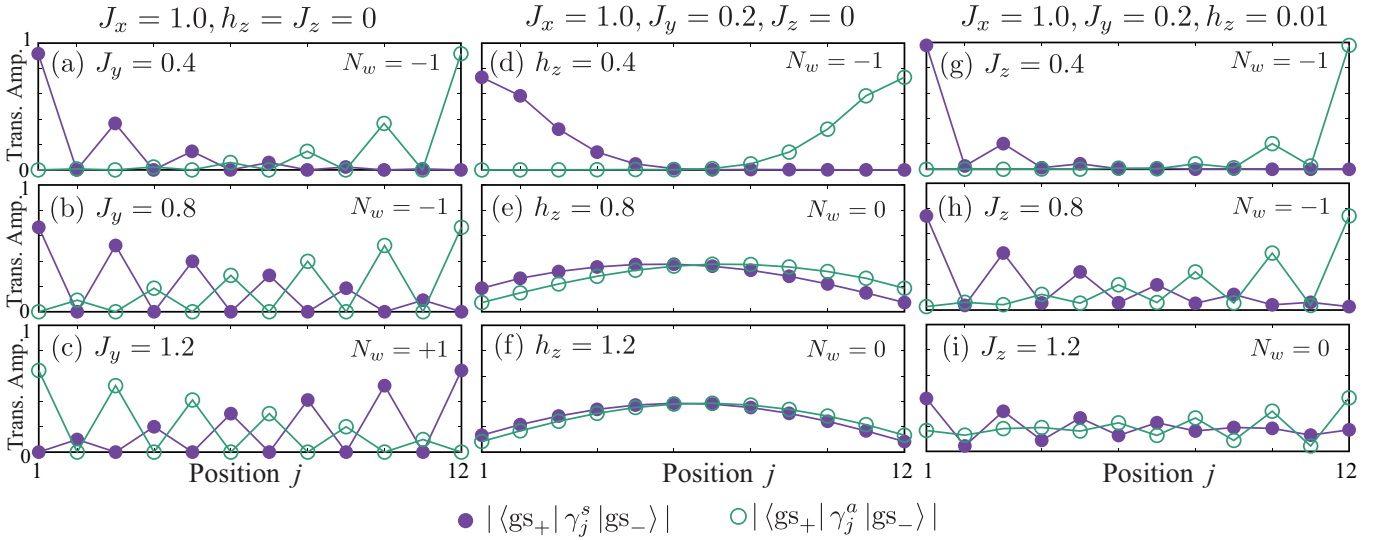 J_x = 1.0, h_z = J_z = 0
J_x = 1.0, J_y = 0.2, J_z = 0
J_x = 1.0, J_y = 0.2, h_z = 0.01
1
(a) J_y = 0.4 N_w = −1
(d) h_z = 0.4 N_w = −1
(g) J_z = 0.4 N_w = −1
Trans. Amp.
0
1
(b) J_y = 0.8 N_w = −1
(e) h_z = 0.8 N_w = 0
(h) J_z = 0.8 N_w = −1
Trans. Amp.
0
1
(c) J_y = 1.2 N_w = +1
(f) h_z = 1.2 N_w = 0
(i) J_z = 1.2 N_w = 0
Trans. Amp.
0
1 Position j 12
1 Position j 12
1 Position j 12
| ⟨gs_+| γ_j^s |gs_−⟩ |
| ⟨gs_+| γ_j^a |gs_−⟩ |